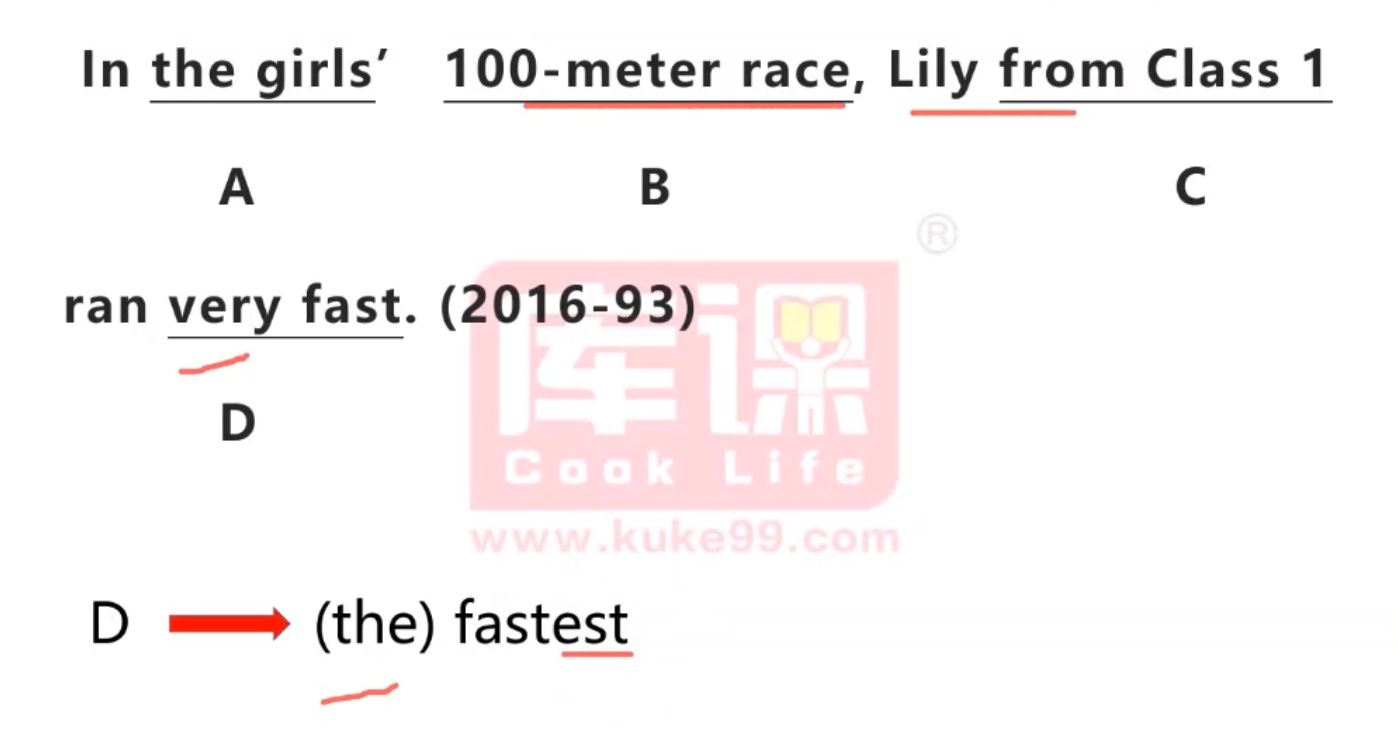 In the girls’ 100-meter race, Lily from Class 1
A B C
®
ran very fast. (2016-93)
库课
D
Cook Life
www.kuke99.com
D (the) fastest